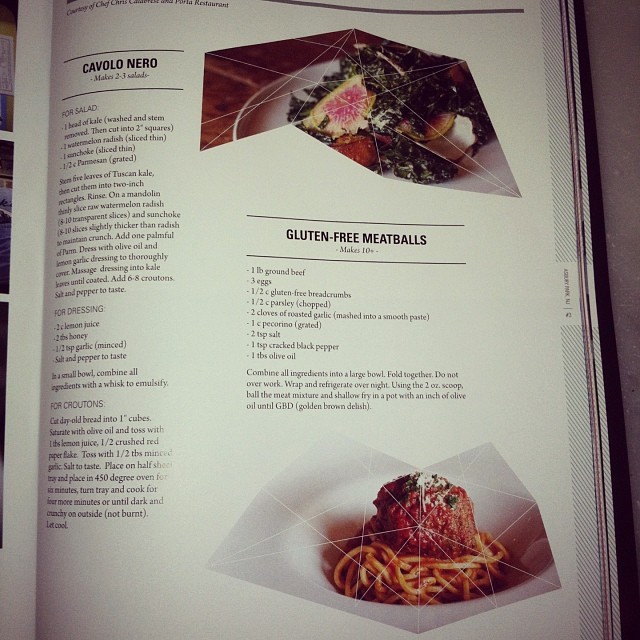 Courtesy of Chef Chris Calabrese and Porta Restaurant
CAVOLO NERO
- Makes 2-3 salads-
FOR SALAD:
- 1 head of kale (washed and stem
removed. Then cut into 2" squares)
- 1 watermelon radish (sliced thin)
- 1 sunchoke (sliced thin)
- 1/2 c Parmesan (grated)
Stem five leaves of Tuscan kale,
then cut them into two-inch
rectangles. Rinse. On a mandolin
thinly slice raw watermelon radish
(8-10 transparent slices) and sunchoke
(8-10 slices slightly thicker than radish
to maintain crunch. Add one palmful
of Parm. Dress with olive oil and
lemon garlic dressing to thoroughly
cover. Massage dressing into kale
leaves until coated. Add 6-8 croutons.
Salt and pepper to taste.
FOR DRESSING:
- 2 c lemon juice
- 2 tbs honey
- 1/2 tsp garlic (minced)
- Salt and pepper to taste
In a small bowl, combine all
ingredients with a whisk to emulsify.
FOR CROUTONS:
Cut day-old bread into 1" cubes.
Saturate with olive oil and toss with
1 tbs lemon juice, 1/2 crushed red
paper flake. Toss with 1/2 tbs minced
garlic. Salt to taste. Place on half sheet
tray and place in 450 degree oven for
six minutes, turn tray and cook for
four more minutes or until dark and
crunchy on outside (not burnt).
Let cool.
GLUTEN-FREE MEATBALLS
- Makes 10+ -
- 1 lb ground beef
- 3 eggs
- 1/2 c gluten-free breadcrumbs
- 1/2 c parsley (chopped)
- 2 cloves of roasted garlic (mashed into a smooth paste)
- 1 c pecorino (grated)
- 2 tsp salt
- 1 tsp cracked black pepper
- 1 tbs olive oil
Combine all ingredients into a large bowl. Fold together. Do not
over work. Wrap and refrigerate over night. Using the 2 oz. scoop,
ball the meat mixture and shallow fry in a pot with an inch of olive
oil until GBD (golden brown delish).
ASBURY PARK, NJ